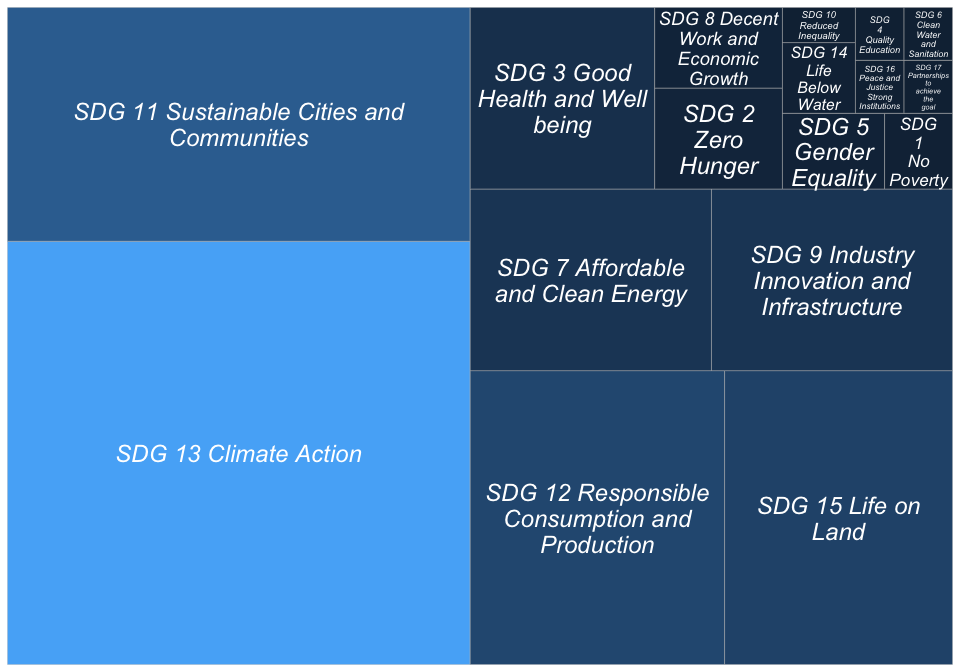 SDG 11 Sustainable Cities and
Communities
SDG 13 Climate Action
SDG 3 Good
Health and Well
being
SDG 8 Decent
Work and
Economic
Growth
SDG 2
Zero
Hunger
SDG 10
Reduced
Inequality
SDG 14
Life
Below
Water
SDG
4
Quality
Education
SDG 6
Clean
Water
and
Sanitation
SDG 16
Peace and
Justice
Strong
Institutions
SDG 17
Partnerships
to
achieve
the
goal
SDG 5
Gender
Equality
SDG
1
No
Poverty
SDG 7 Affordable
and Clean Energy
SDG 9 Industry
Innovation and
Infrastructure
SDG 12 Responsible
Consumption and
Production
SDG 15 Life on
Land